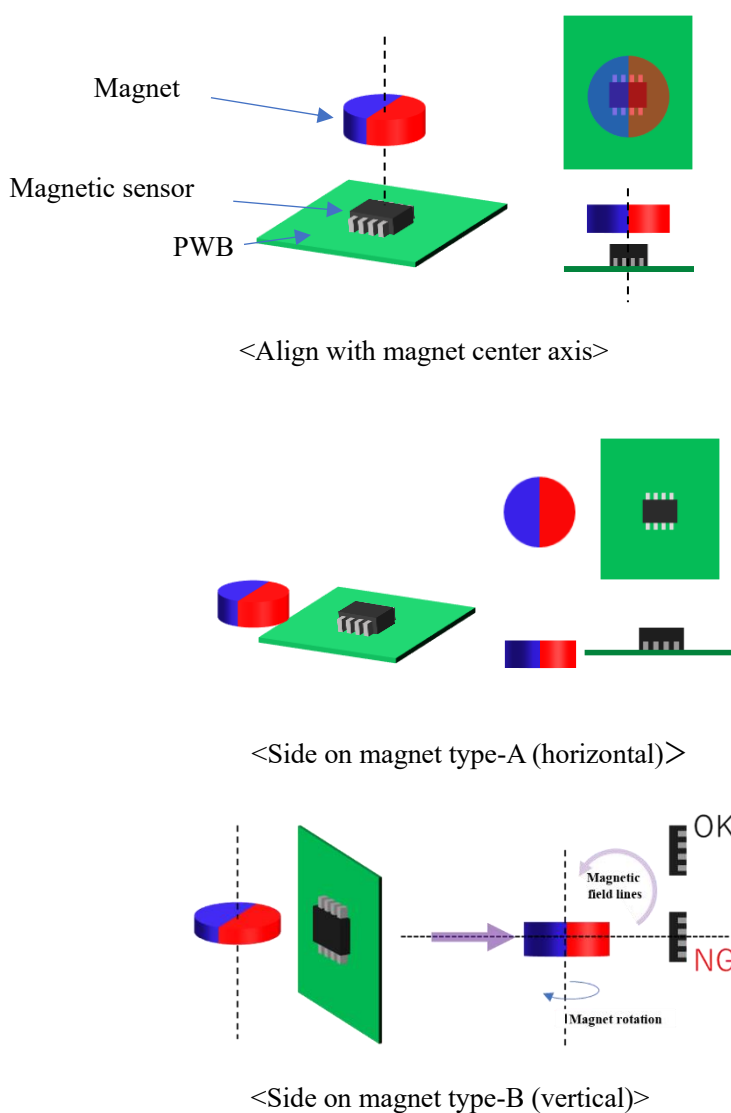 Magnet
Magnetic sensor
PWB
<Align with magnet center axis>
<Side on magnet type-A (horizontal)＞
OK
Magnetic
field lines
NG
Magnet rotation
<Side on magnet type-B (vertical)>